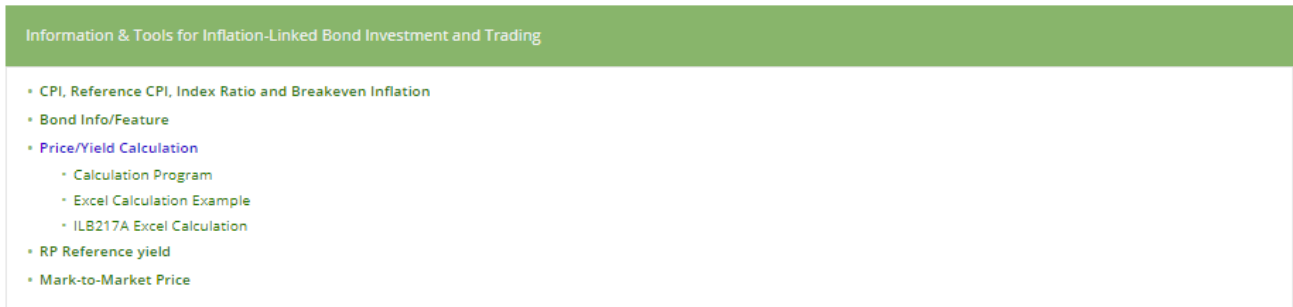 Information & Tools for Inflation-Linked Bond Investment and Trading
CPI, Reference CPI, Index Ratio and Breakeven Inflation
Bond Info/Feature
Price/Yield Calculation
Calculation Program
Excel Calculation Example
ILB217A Excel Calculation
RP Reference yield
Mark-to-Market Price